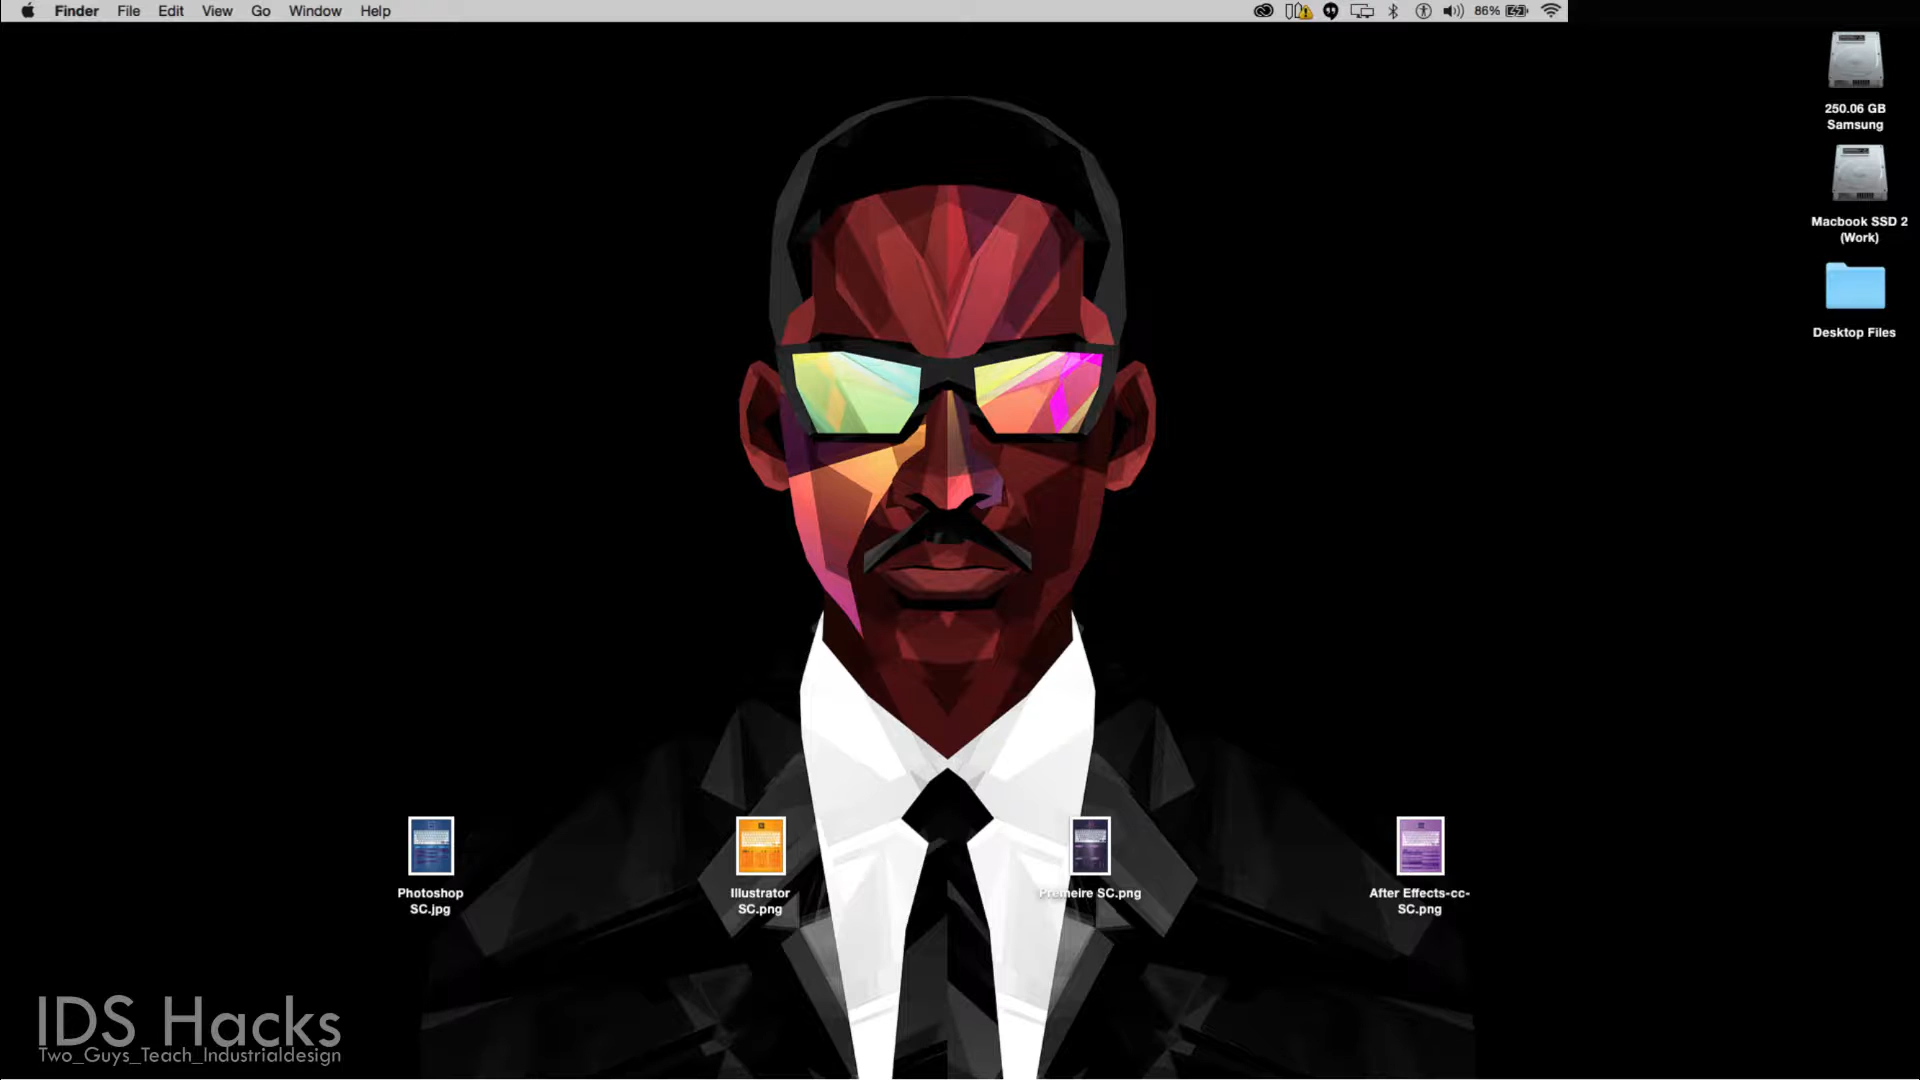 Finder File Edit View Go Window Help 86%
250.06 GB
Samsung
Macbook SSD 2
(Work)
Desktop Files
Photoshop
SC.jpg
Illustrator
SC.png
Premeire SC.png
After Effects-cc-
SC.png
IDS Hacks
Two_Guys_Teach_Industrialdesign